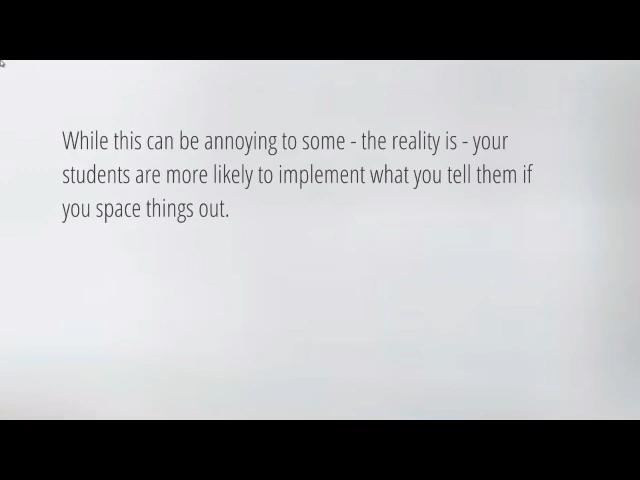 While this can be annoying to some - the reality is - your
students are more likely to implement what you tell them if
you space things out.